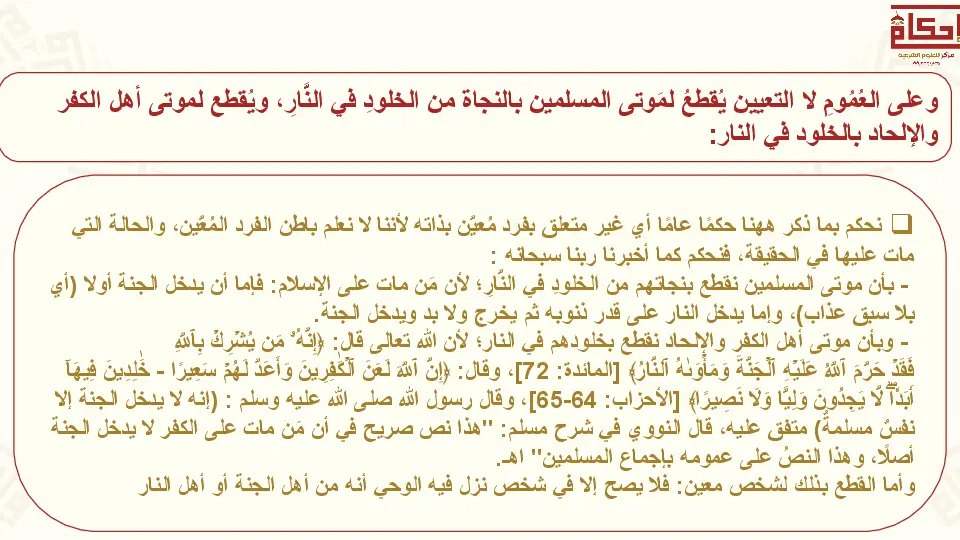 إحكام
مركز للعلوم الشرعية
وعلى العُمُومِ لا التعيين يُقطعُ لمَوتى المسلمين بالنجاة من الخلودِ في النَّارِ، ويُقطع لموتى أهل الكفر
والإلحاد بالخلود في النار:
❑ نحكم بما ذكر ههنا حكمًا عامًا أي غير متعلق بفرد مُعيّن بذاته لأننا لا نعلم باطن الفرد المُعّين، والحالة التي
مات عليها في الحقيقة، فنحكم كما أخبرنا ربنا سبحانه :
- بأن موتى المسلمين نقطع بنجاتهم من الخلودِ في النَّارِ؛ لأن مَن مات على الإسلام: فإما أن يدخل الجنة أولا (أي
بلا سبق عذاب)، وإما يدخل النار على قدر ذنوبه ثم يخرج ولا بد ويدخل الجنة.
- وبأن موتى أهل الكفر والإلحاد نقطع بخلودهم في النار؛ لأن الله تعالى قال: ﴿إِنَّهُۥ مَن يُشۡرِكۡ بِٱللَّهِ
فَقَدۡ حَرَّمَ ٱللَّهُ عَلَيۡهِ ٱلۡجَنَّةَ وَمَأۡوَىٰهُ ٱلنَّارُۖ﴾ [المائدة: 72]، وقال: ﴿إِنَّ ٱللَّهَ لَعَنَ ٱلۡكَٰفِرِينَ وَأَعَدَّ لَهُمۡ سَعِيرًا - خَٰلِدِينَ فِيهَآ
أَبَدٗاۖ لَّا يَجِدُونَ وَلِيّٗا وَلَا نَصِيرٗا﴾ [الأحزاب: 64-65]، وقال رسول الله صلى الله عليه وسلم : (إنه لا يدخل الجنة إلا
نفسٌ مسلمةٌ) متفق عليه، قال النووي في شرح مسلم: "هذا نص صريح في أن مَن مات على الكفر لا يدخل الجنة
أصلًا، وهذا النصُ على عمومه بإجماع المسلمين" اهـ.
وأما القطع بذلك لشخص معين: فلا يصح إلا في شخص نزل فيه الوحي أنه من أهل الجنة أو أهل النار